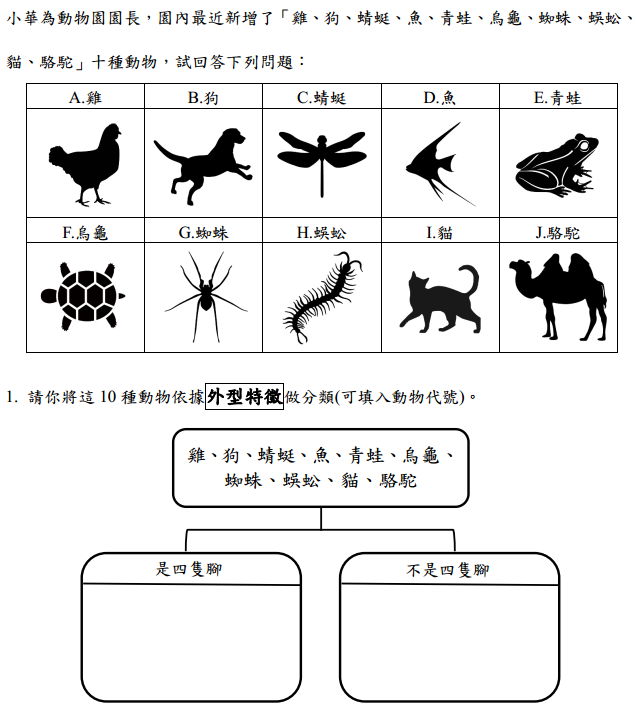 小華為動物園園長，園內最近新增了「雞、狗、蜻蜓、魚、青蛙、烏龜、蜘蛛、蜈蚣、
貓、駱駝」十種動物，試回答下列問題：
A.雞 B.狗 C.蜻蜓 D.魚 E.青蛙
F.烏龜 G.蜘蛛 H.蜈蚣 I.貓 J.駱駝
1. 請你將這 10 種動物依據外型特徵做分類(可填入動物代號)。
雞、狗、蜻蜓、魚、青蛙、烏龜、
蜘蛛、蜈蚣、貓、駱駝
是四隻腳 不是四隻腳